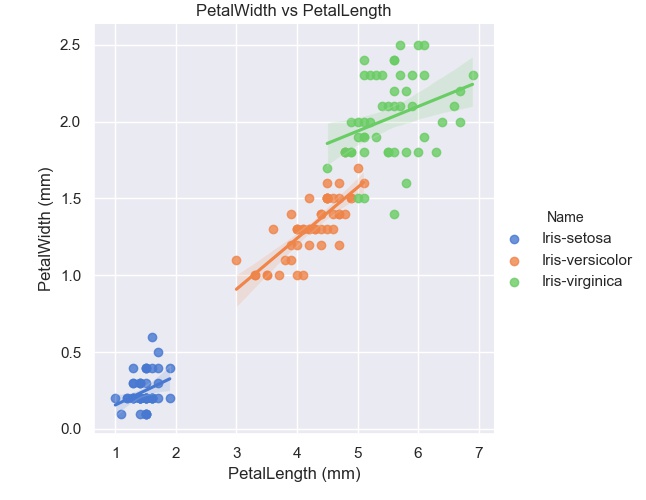 PetalWidth vs PetalLength
2.5
2.0
1.5
1.0
0.5
0.0
PetalWidth (mm)
1 2 3 4 5 6 7
PetalLength (mm)
Name
Iris-setosa
Iris-versicolor
Iris-virginica